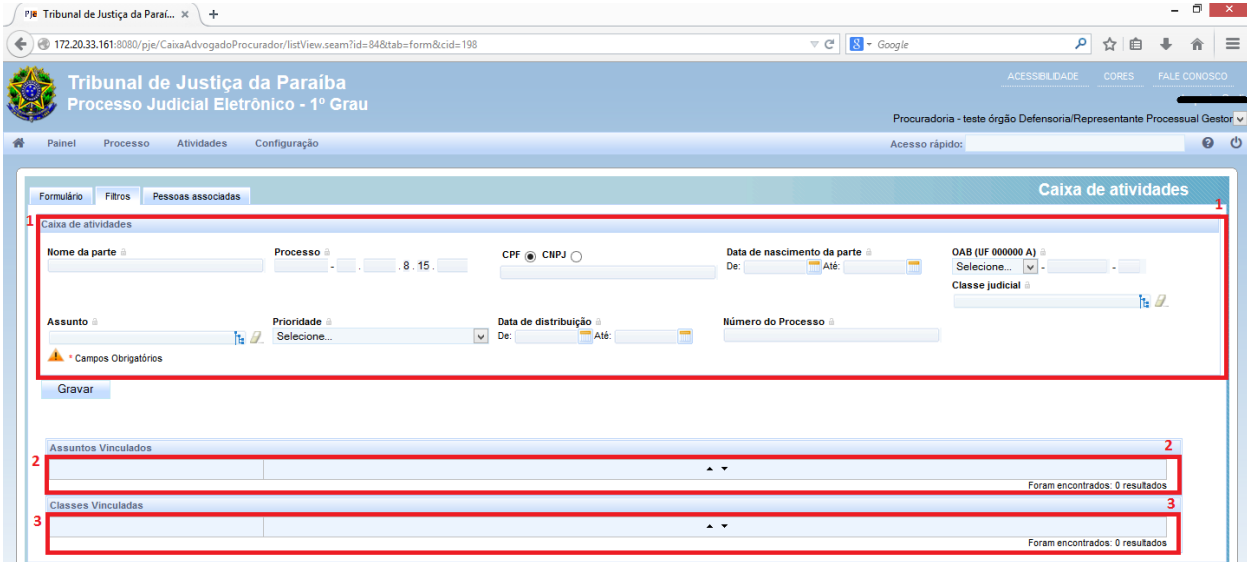 PJe Tribunal de Justiça da Paraí... × +
172.20.33.161:8080/pje/CaixaAdvogadoProcurador/listView.seam?id=84&tab=form&cid=198
8 Google
Tribunal de Justiça da Paraíba
Processo Judicial Eletrônico - 1º Grau
ACESSIBILIDADE CORES FALE CONOSCO
Procuradoria - teste órgão Defensoria/Representante Processual Gestor
Painel Processo Atividades Configuração Acesso rápido:
Formulário Filtros Pessoas associadas Caixa de atividades
1 1
Caixa de atividades
Nome da parte Processo CPF CNPJ Data de nascimento da parte OAB (UF 000000 A)
- . . 8 . 15 . De: Até: Selecione... - -
Classe judicial
Assunto Prioridade Data de distribuição Número do Processo
Selecione... De: Até:
* Campos Obrigatórios
Gravar
Assuntos Vinculados 2
2
Foram encontrados: 0 resultados
Classes Vinculadas 3
3
Foram encontrados: 0 resultados